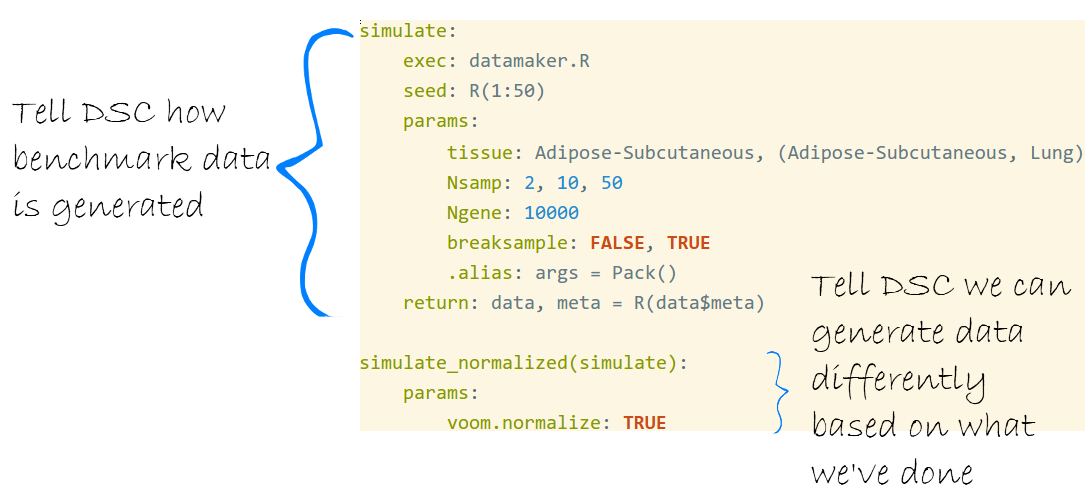 simulate:
exec: datamaker.R
seed: R(1:50)
params:
tissue: Adipose-Subcutaneous, (Adipose-Subcutaneous, Lung)
Nsamp: 2, 10, 50
Ngene: 10000
breaksample: FALSE, TRUE
.alias: args = Pack()
return: data, meta = R(data$meta)
simulate_normalized(simulate):
params:
voom.normalize: TRUE
Tell DSC how
benchmark data
is generated
Tell DSC we can
generate data
differently
based on what
we've done